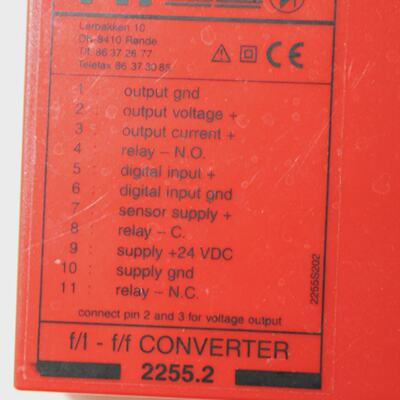 Lerbakken 10
DK-8410 Rønde
Tlf. 86 37 26 77
Telefax 86 37 30 85
CE
1 : output gnd
2 : output voltage +
3 : output current +
4 : relay – N.O.
5 : digital input +
6 : digital input gnd
7 : sensor supply +
8 : relay – C.
9 : supply +24 VDC
10 : supply gnd
11 : relay – N.C.
connect pin 2 and 3 for voltage output
2255S202
f/I - f/f CONVERTER
2255.2